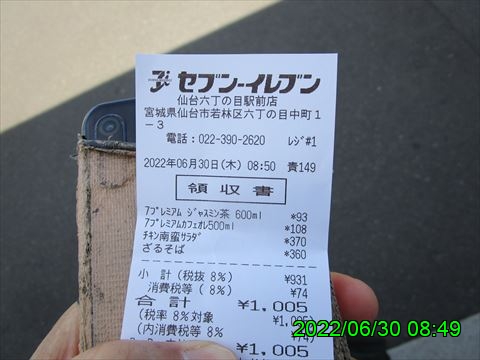 セブン-イレブン
仙台六丁の目駅前店
宮城県仙台市若林区六丁の目中町1
-3
電話:022-390-2620 レジ#1
2022年06月30日(木) 08:50 責149
領収書
7プレミアム ジャスミン茶 600ml *93
7プレミアムカフェオレ500ml *108
チキン南蛮サラダ *370
ざるそば *360
小 計(税抜 8%) ¥931
消費税等( 8%) ¥74
合 計 ¥1,005
(税率 8%対象 ¥1,005)
(内消費税等 8%
¥1,005
2022/06/30 08:49